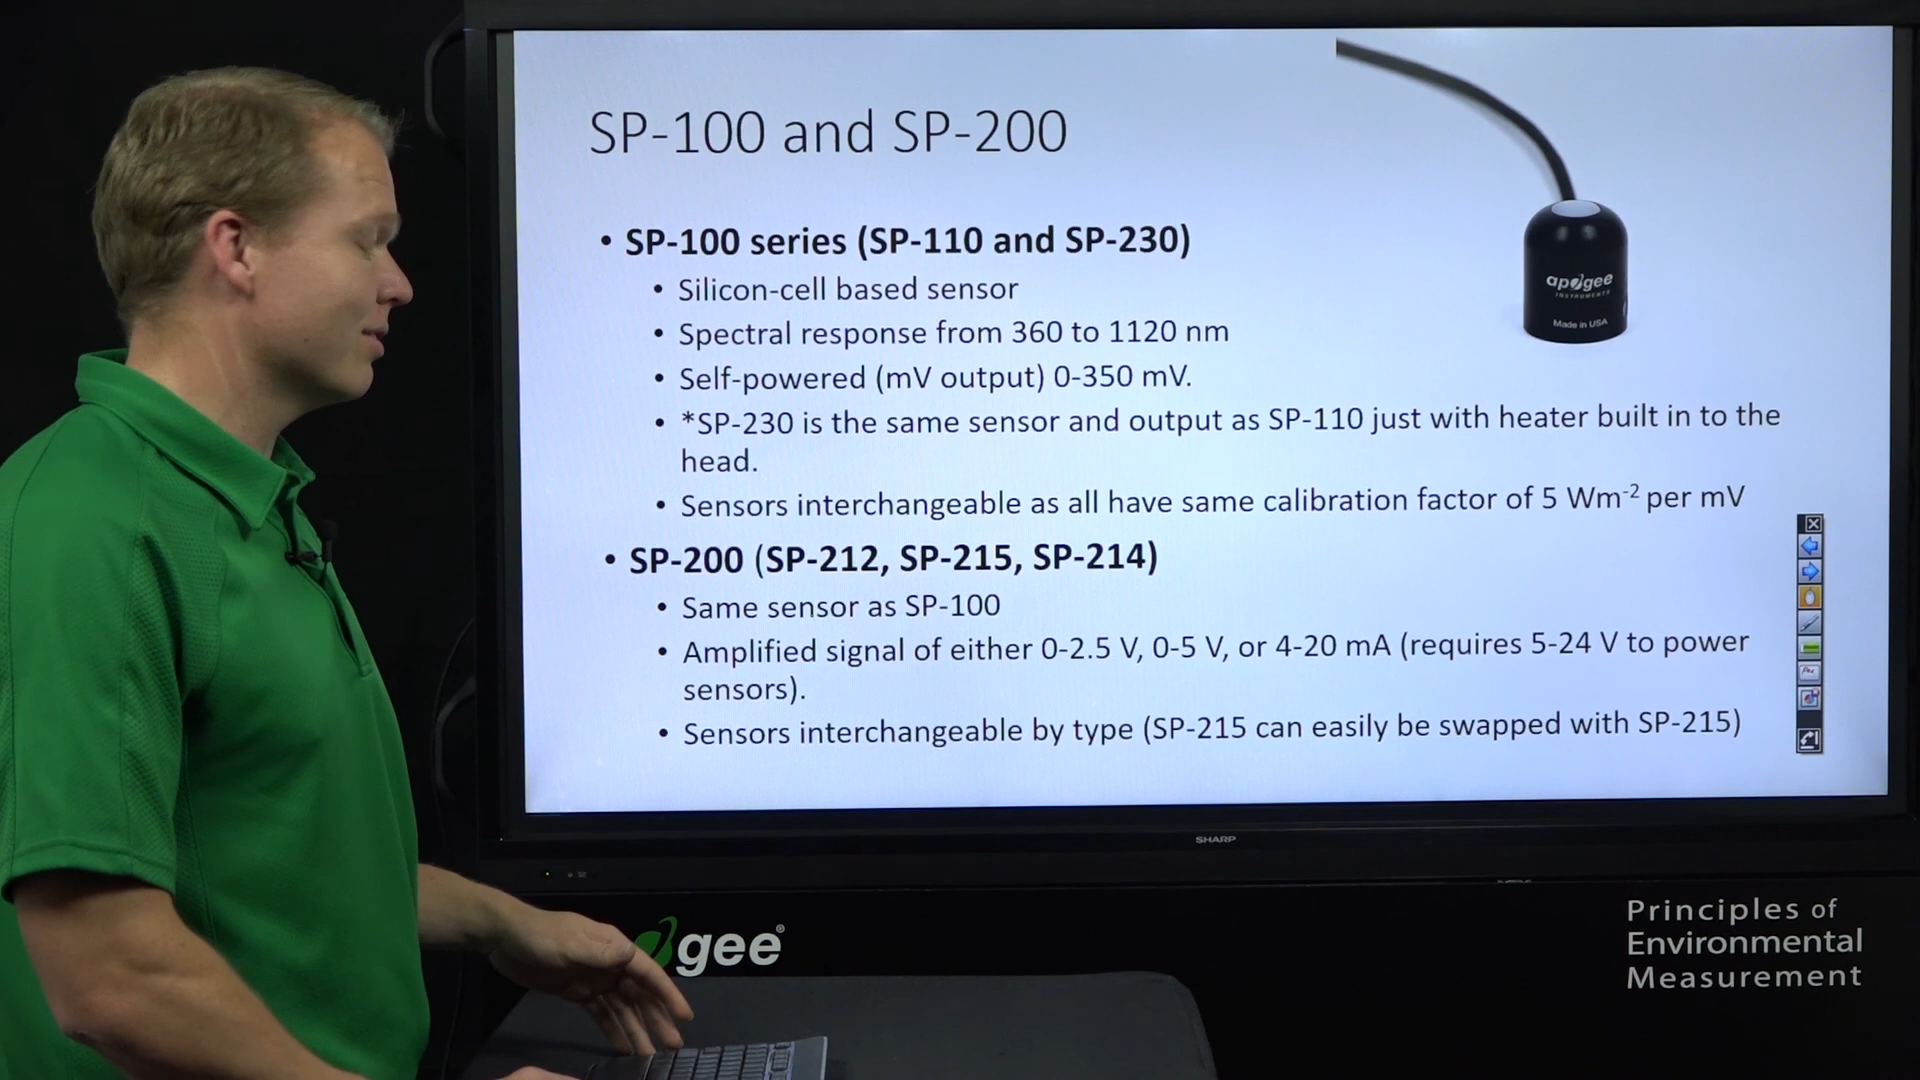 SP-100 and SP-200
apogee
INSTRUMENTS
Made in USA
• SP-100 series (SP-110 and SP-230)
• Silicon-cell based sensor
• Spectral response from 360 to 1120 nm
• Self-powered (mV output) 0-350 mV.
• *SP-230 is the same sensor and output as SP-110 just with heater built in to the
head.
• Sensors interchangeable as all have same calibration factor of 5 Wm⁻² per mV
• SP-200 (SP-212, SP-215, SP-214)
• Same sensor as SP-100
• Amplified signal of either 0-2.5 V, 0-5 V, or 4-20 mA (requires 5-24 V to power
sensors).
• Sensors interchangeable by type (SP-215 can easily be swapped with SP-215)
SHARP
gee®
Principles of
Environmental
Measurement